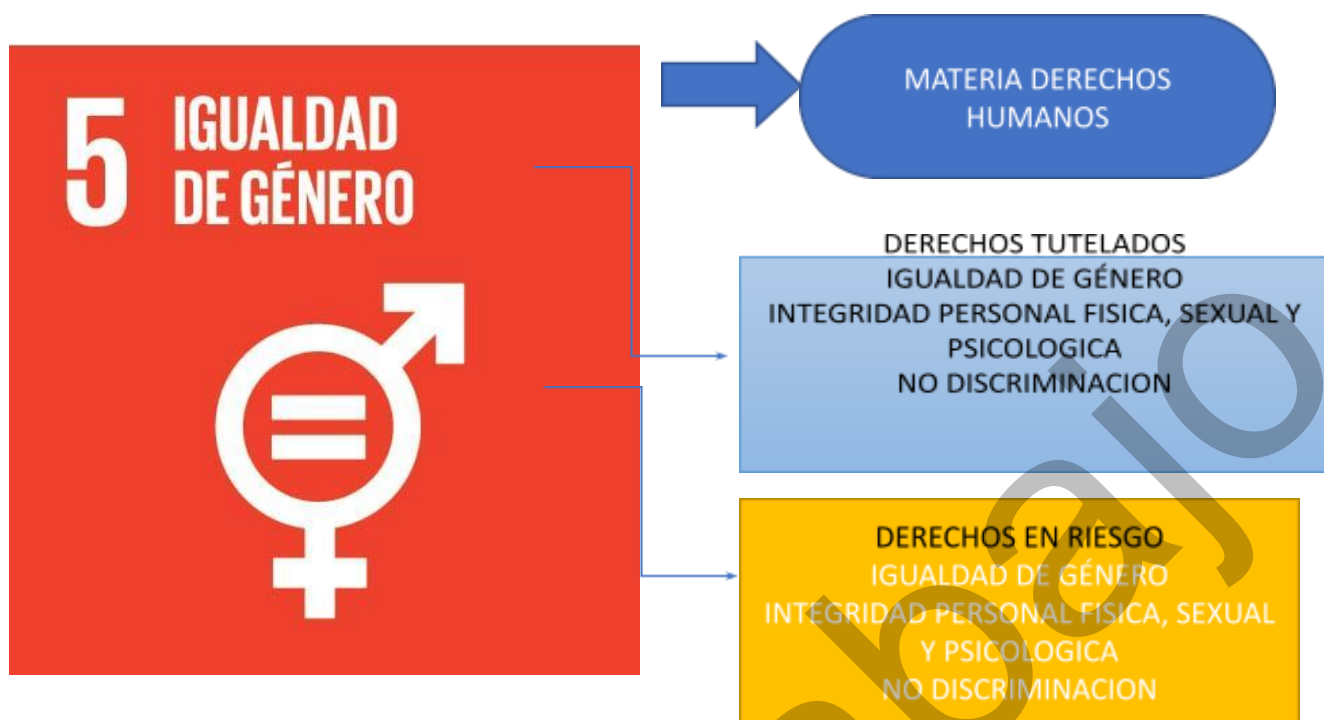 5 IGUALDAD
DE GÉNERO
MATERIA DERECHOS
HUMANOS
DERECHOS TUTELADOS
IGUALDAD DE GÉNERO
INTEGRIDAD PERSONAL FISICA, SEXUAL Y
PSICOLOGICA
NO DISCRIMINACION
DERECHOS EN RIESGO
IGUALDAD DE GÉNERO
INTEGRIDAD PERSONAL FISICA, SEXUAL
Y PSICOLOGICA
NO DISCRIMINACION
bajo